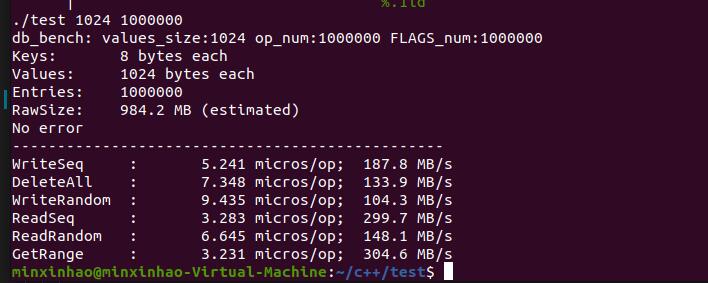 %.1td
./test 1024 1000000
db_bench: values_size:1024 op_num:1000000 FLAGS_num:1000000
Keys:       8 bytes each
Values:     1024 bytes each
Entries:    1000000
RawSize:    984.2 MB (estimated)
No error
------------------------------------------------
WriteSeq    :       5.241 micros/op;  187.8 MB/s
DeleteAll   :       7.348 micros/op;  133.9 MB/s
WriteRandom :       9.435 micros/op;  104.3 MB/s
ReadSeq     :       3.283 micros/op;  299.7 MB/s
ReadRandom  :       6.645 micros/op;  148.1 MB/s
GetRange    :       3.231 micros/op;  304.6 MB/s
minxinhao@minxinhao-Virtual-Machine:~/c++/test$